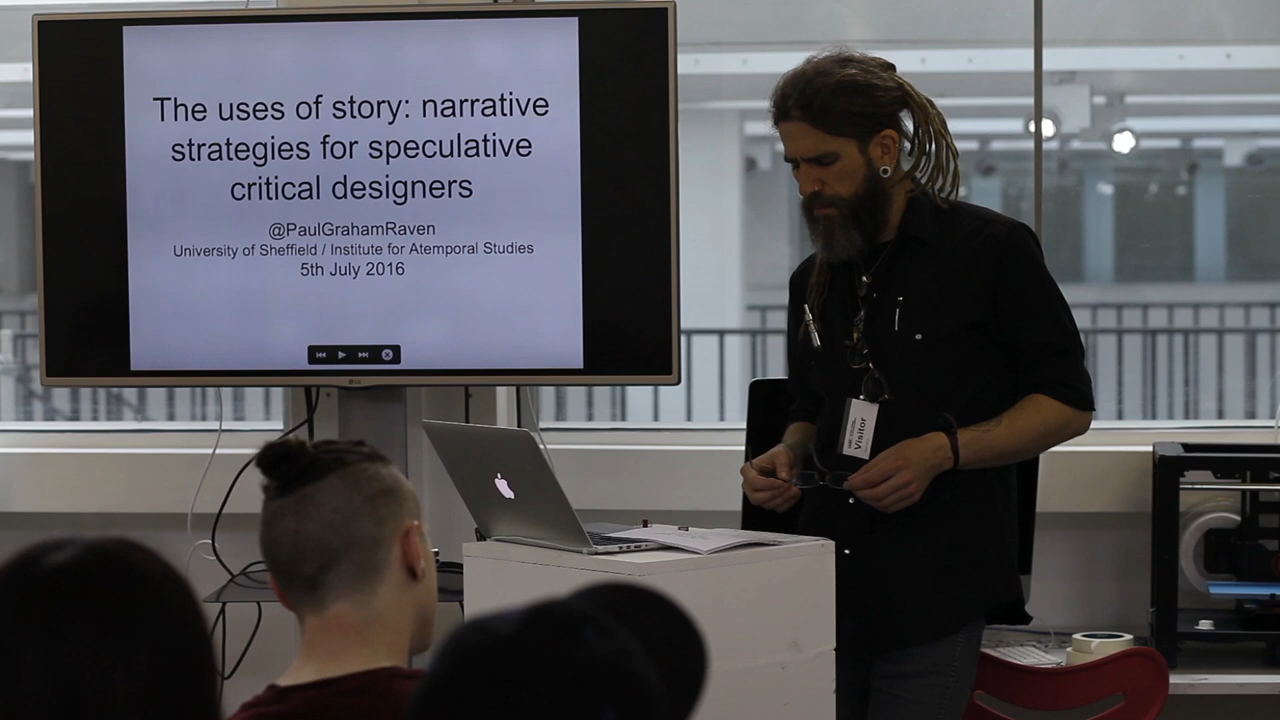 The uses of story: narrative
strategies for speculative
critical designers
@PaulGrahamRaven
University of Sheffield / Institute for Atemporal Studies
5th July 2016
LG
Visitor